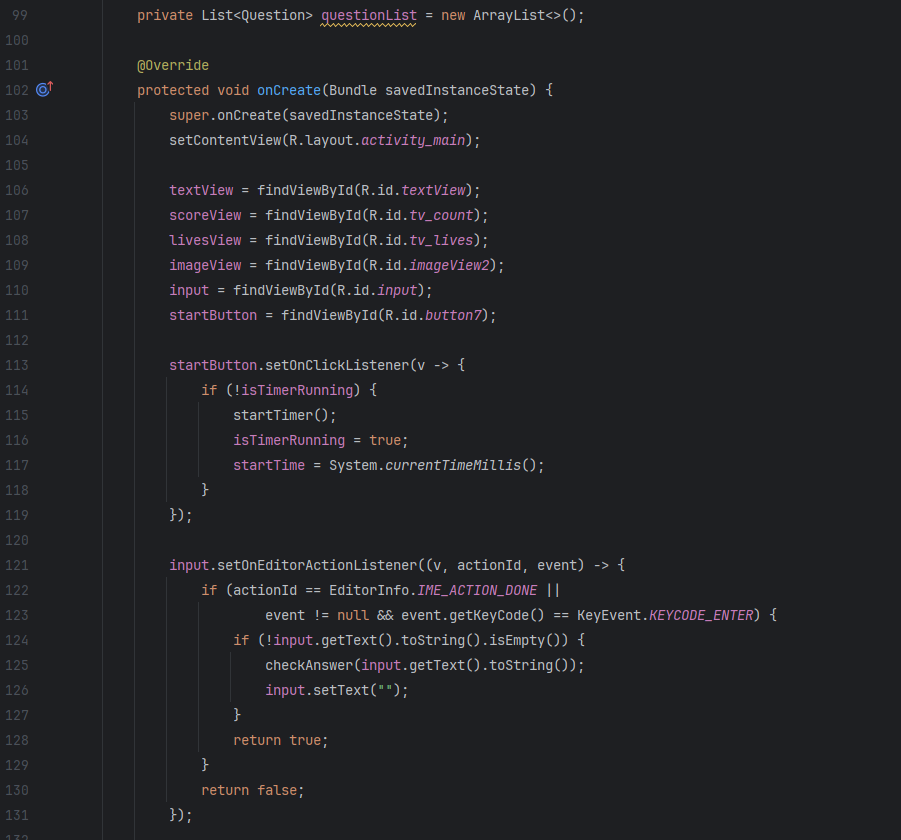 99 private List<Question> questionList = new ArrayList<>();
100
101 @Override
102 protected void onCreate(Bundle savedInstanceState) {
103 super.onCreate(savedInstanceState);
104 setContentView(R.layout.activity_main);
105
106 textView = findViewById(R.id.textView);
107 scoreView = findViewById(R.id.tv_count);
108 livesView = findViewById(R.id.tv_lives);
109 imageView = findViewById(R.id.imageView2);
110 input = findViewById(R.id.input);
111 startButton = findViewById(R.id.button7);
112
113 startButton.setOnClickListener(v -> {
114 if (!isTimerRunning) {
115 startTimer();
116 isTimerRunning = true;
117 startTime = System.currentTimeMillis();
118 }
119 });
120
121 input.setOnEditorActionListener((v, actionId, event) -> {
122 if (actionId == EditorInfo.IME_ACTION_DONE ||
123 event != null && event.getKeyCode() == KeyEvent.KEYCODE_ENTER) {
124 if (!input.getText().toString().isEmpty()) {
125 checkAnswer(input.getText().toString());
126 input.setText("");
127 }
128 return true;
129 }
130 return false;
131 });
132